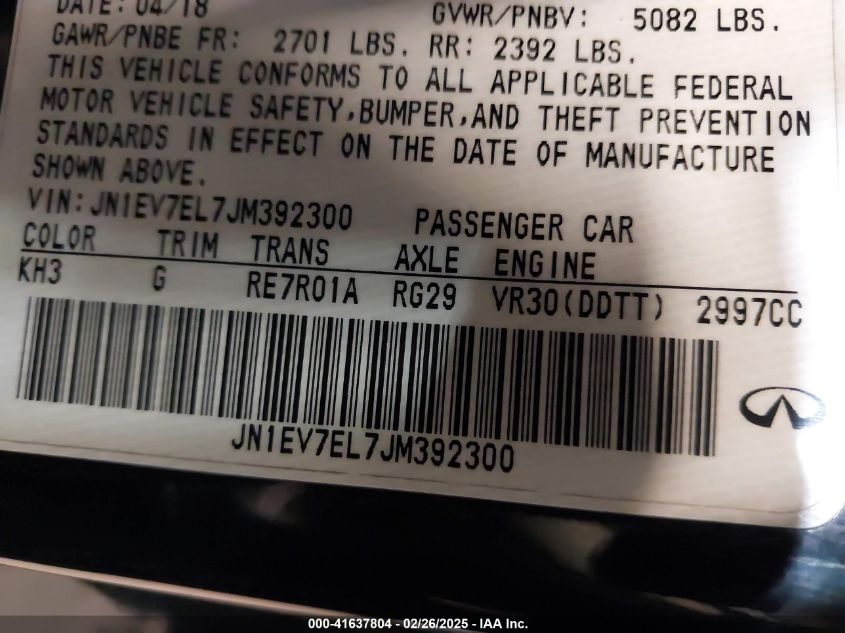 DATE: 04/18 GVWR/PNBV: 5082 LBS.
GAWR/PNBE FR: 2701 LBS. RR: 2392 LBS.
THIS VEHICLE CONFORMS TO ALL APPLICABLE FEDERAL
MOTOR VEHICLE SAFETY,BUMPER,AND THEFT PREVENTION
STANDARDS IN EFFECT ON THE DATE OF MANUFACTURE
SHOWN ABOVE.
VIN:JN1EV7EL7JM392300 PASSENGER CAR
COLOR TRIM TRANS AXLE ENGINE
KH3 G RE7R01A RG29 VR30(DDTT) 2997CC
JN1EV7EL7JM392300
000-41637804 - 02/26/2025 - IAA Inc.